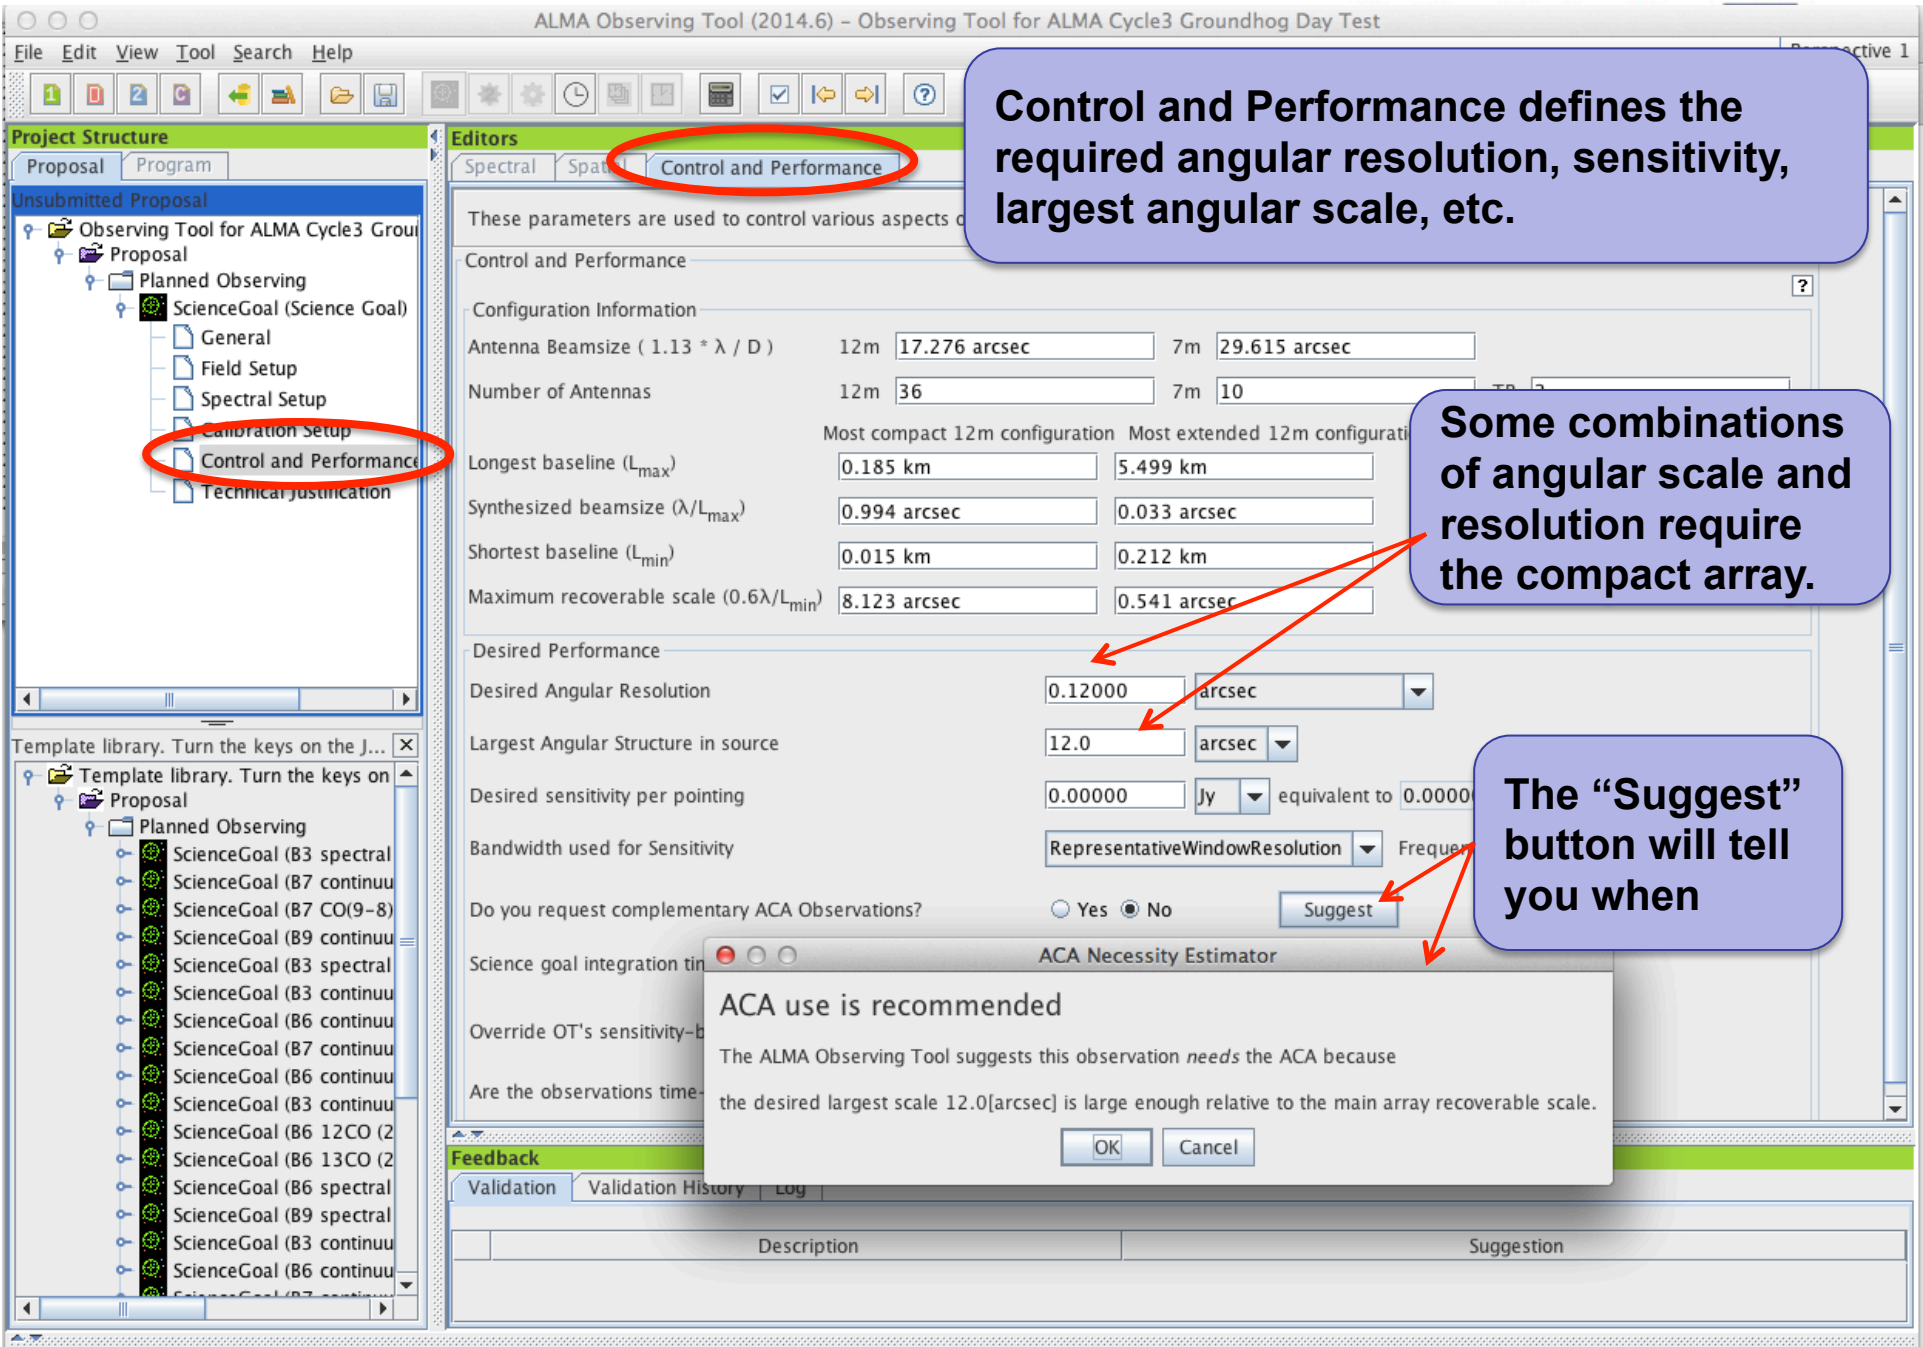 ALMA Observing Tool (2014.6) – Observing Tool for ALMA Cycle3 Groundhog Day Test
File Edit View Tool Search Help
Perspective 1
Control and Performance defines the
required angular resolution, sensitivity,
largest angular scale, etc.
Project Structure
Proposal Program
Unsubmitted Proposal
Observing Tool for ALMA Cycle3 Grou
Proposal
Planned Observing
ScienceGoal (Science Goal)
General
Field Setup
Spectral Setup
Calibration Setup
Control and Performance
Technical Justification
Template library. Turn the keys on the J...
Template library. Turn the keys on
Proposal
Planned Observing
ScienceGoal (B3 spectral
ScienceGoal (B7 continuu
ScienceGoal (B7 CO(9-8)
ScienceGoal (B9 continuu
ScienceGoal (B3 spectral
ScienceGoal (B3 continuu
ScienceGoal (B6 continuu
ScienceGoal (B7 continuu
ScienceGoal (B6 continuu
ScienceGoal (B3 continuu
ScienceGoal (B6 12CO (2
ScienceGoal (B6 13CO (2
ScienceGoal (B6 spectral
ScienceGoal (B9 spectral
ScienceGoal (B3 continuu
ScienceGoal (B6 continuu
ScienceGoal (B7 continuu
Editors
Spectral Spatial Control and Performance
These parameters are used to control various aspects
Control and Performance
?
Configuration Information
Antenna Beamsize ( 1.13 * λ / D ) 12m 17.276 arcsec 7m 29.615 arcsec
Number of Antennas 12m 36 7m 10
Most compact 12m configuration Most extended 12m configurati
Longest baseline (Lmax) 0.185 km 5.499 km
Synthesized beamsize (λ/Lmax) 0.994 arcsec 0.033 arcsec
Shortest baseline (Lmin) 0.015 km 0.212 km
Maximum recoverable scale (0.6λ/Lmin) 8.123 arcsec 0.541 arcsec
Some combinations
of angular scale and
resolution require
the compact array.
Desired Performance
Desired Angular Resolution 0.12000 arcsec
Largest Angular Structure in source 12.0 arcsec
Desired sensitivity per pointing 0.00000 Jy equivalent to 0.0000
Bandwidth used for Sensitivity RepresentativeWindowResolution Frequen
Do you request complementary ACA Observations? Yes No Suggest
The “Suggest”
button will tell
you when
Science goal integration tim
Override OT's sensitivity-b
Are the observations time-
ACA Necessity Estimator
ACA use is recommended
The ALMA Observing Tool suggests this observation needs the ACA because
the desired largest scale 12.0[arcsec] is large enough relative to the main array recoverable scale.
OK Cancel
Feedback
Validation Validation History Log
Description Suggestion